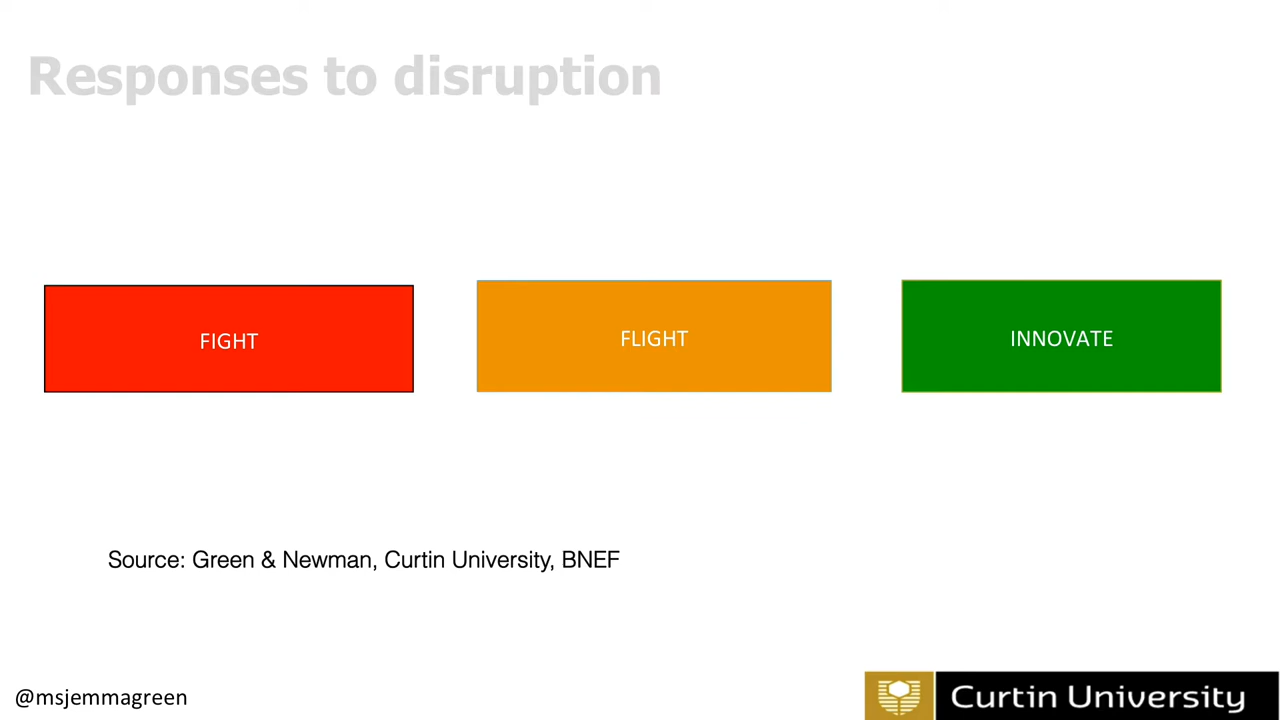 Responses to disruption
FIGHT
FLIGHT
INNOVATE
Source: Green & Newman, Curtin University, BNEF
@msjemmagreen
Curtin University